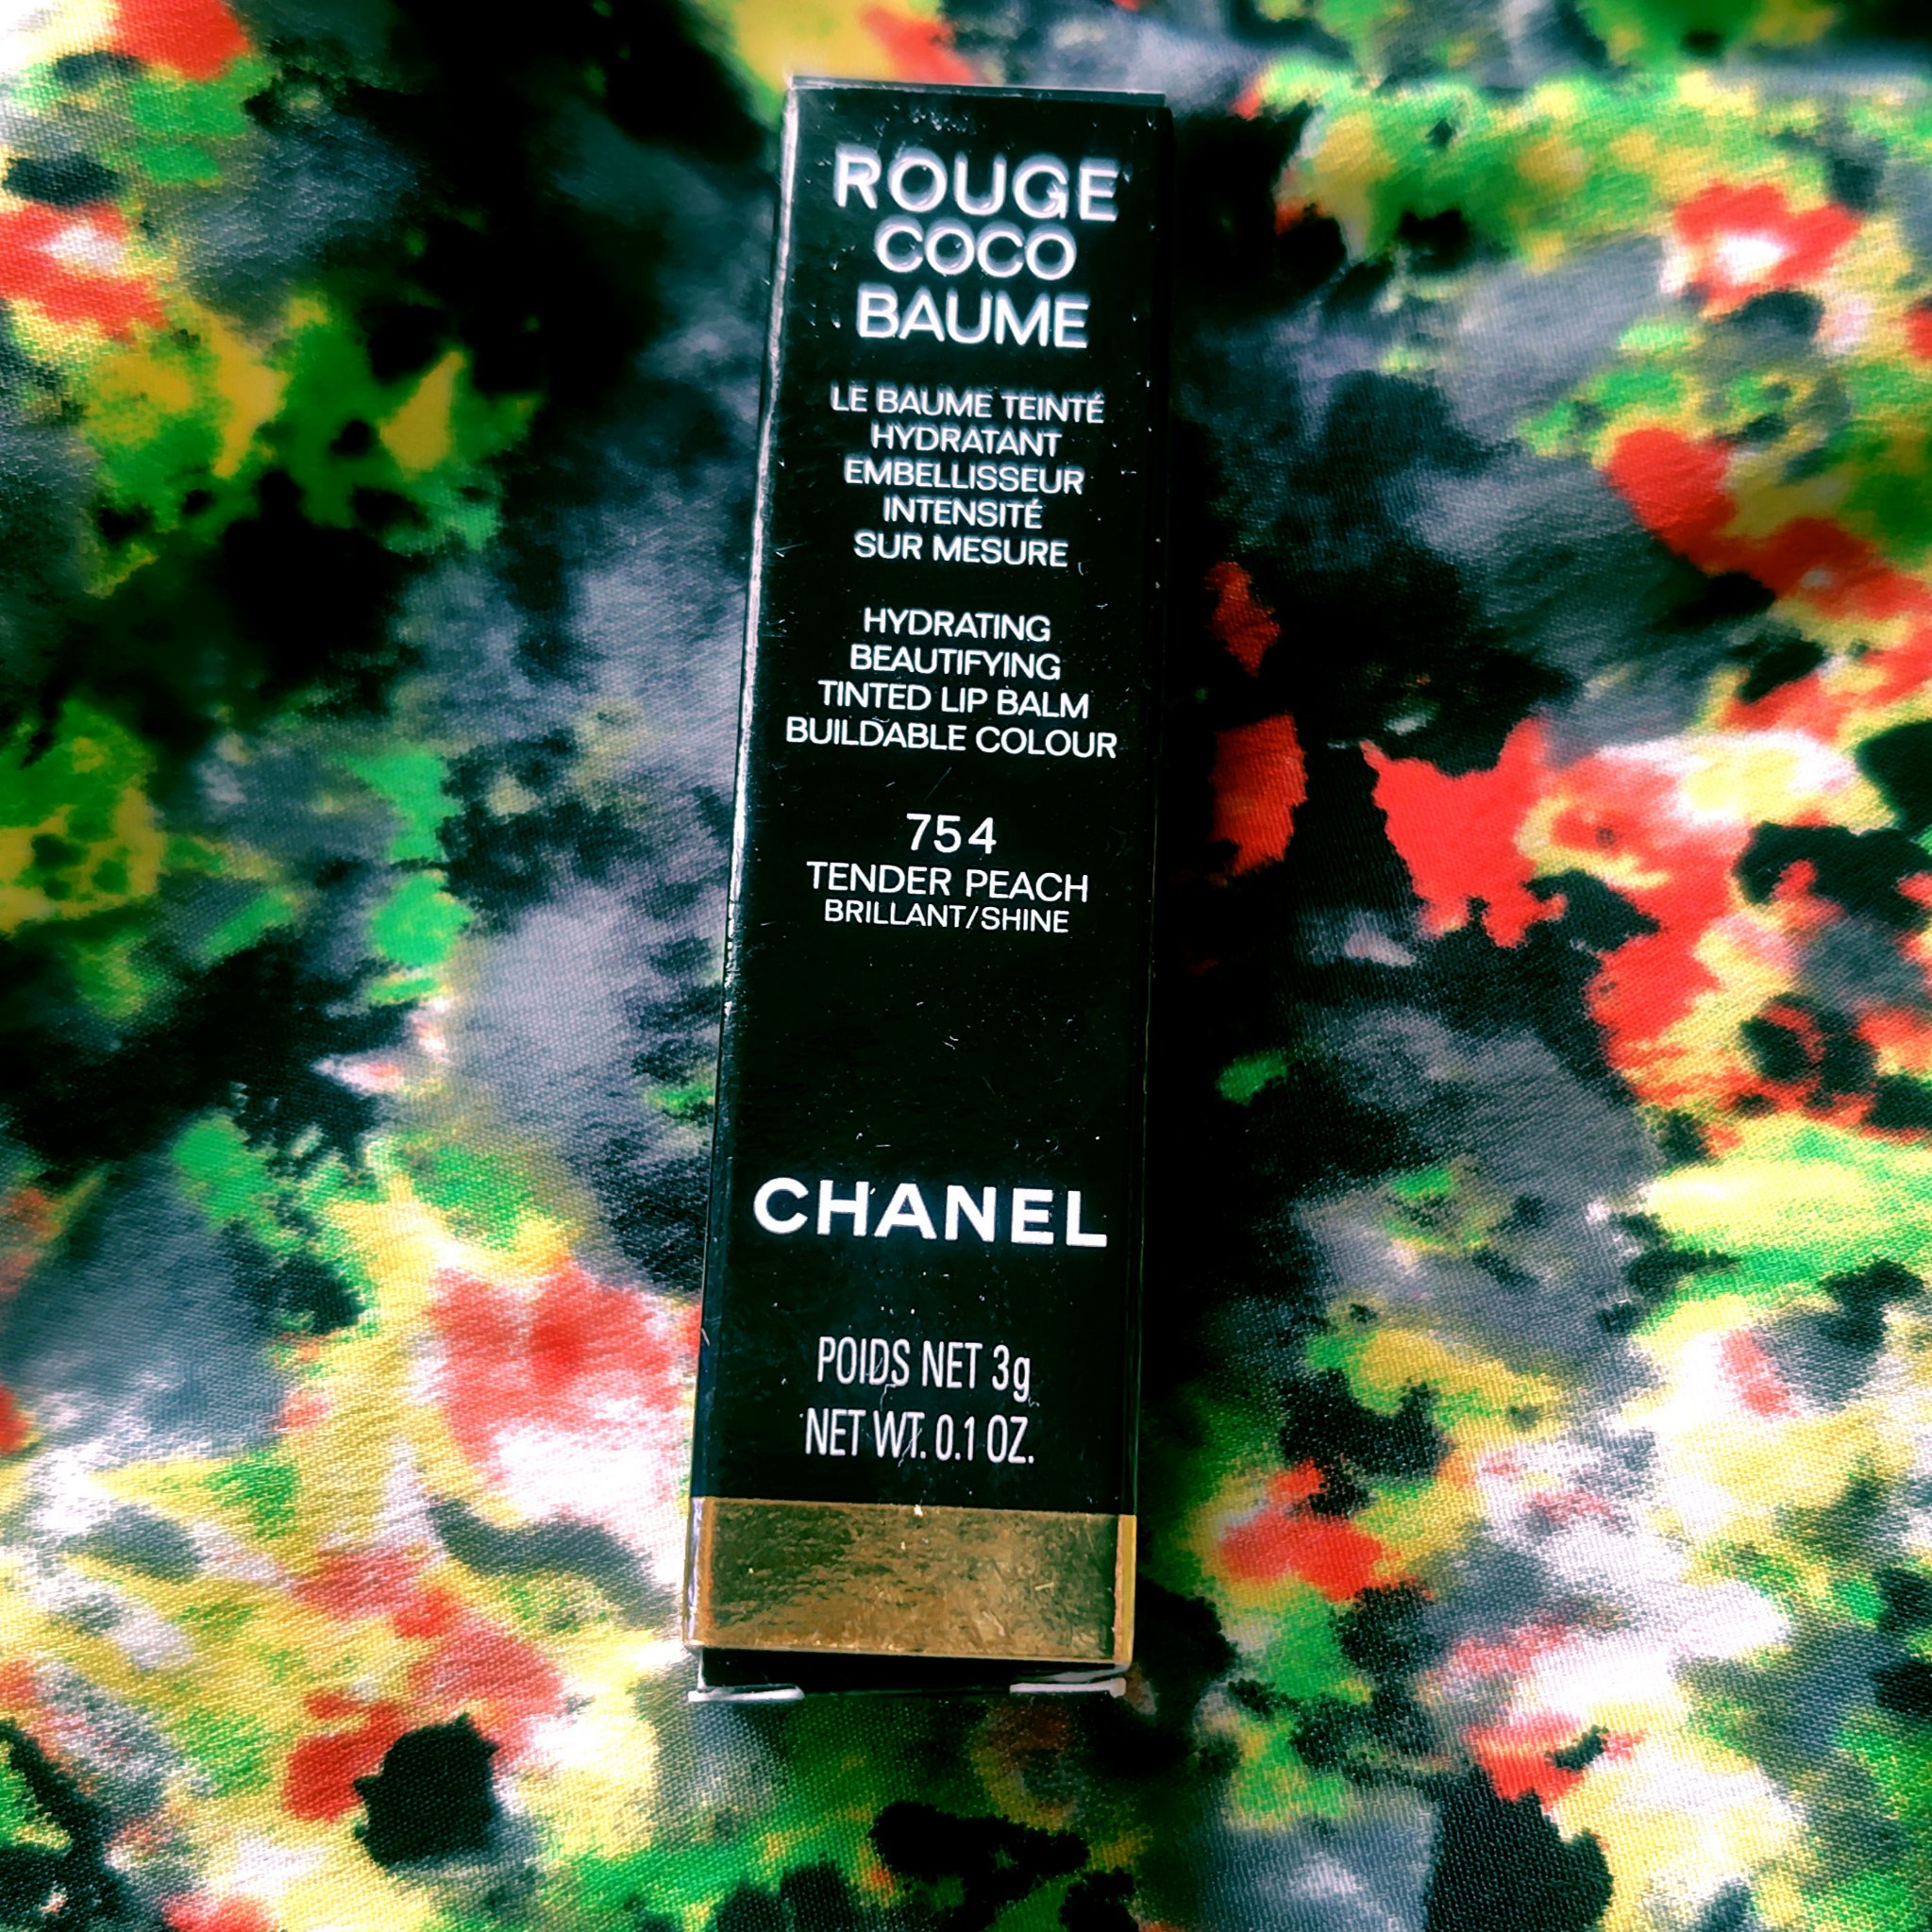 ROUGE
COCO
BAUME
LE BAUME TEINTÉ
HYDRATANT
EMBELLISSEUR
INTENSITÉ
SUR MESURE
HYDRATING
BEAUTIFYING
TINTED LIP BALM
BUILDABLE COLOUR
754
TENDER PEACH
BRILLANT/SHINE
CHANEL
POIDS NET 3g
NET WT. 0.1 OZ.